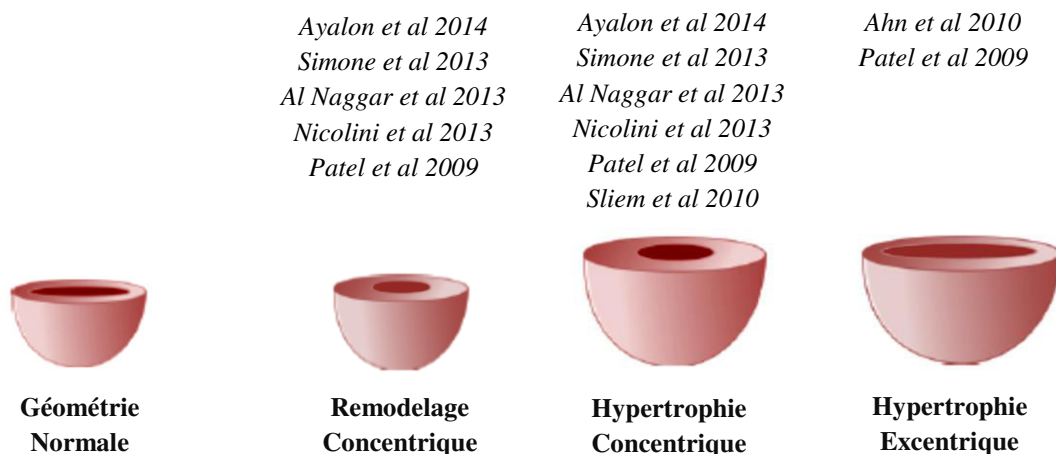 Ayalon et al 2014
Simone et al 2013
Al Naggar et al 2013
Nicolini et al 2013
Patel et al 2009
Ayalon et al 2014
Simone et al 2013
Al Naggar et al 2013
Nicolini et al 2013
Patel et al 2009
Sliem et al 2010
Ahn et al 2010
Patel et al 2009
Géométrie
Normale
Remodelage
Concentrique
Hypertrophie
Concentrique
Hypertrophie
Excentrique